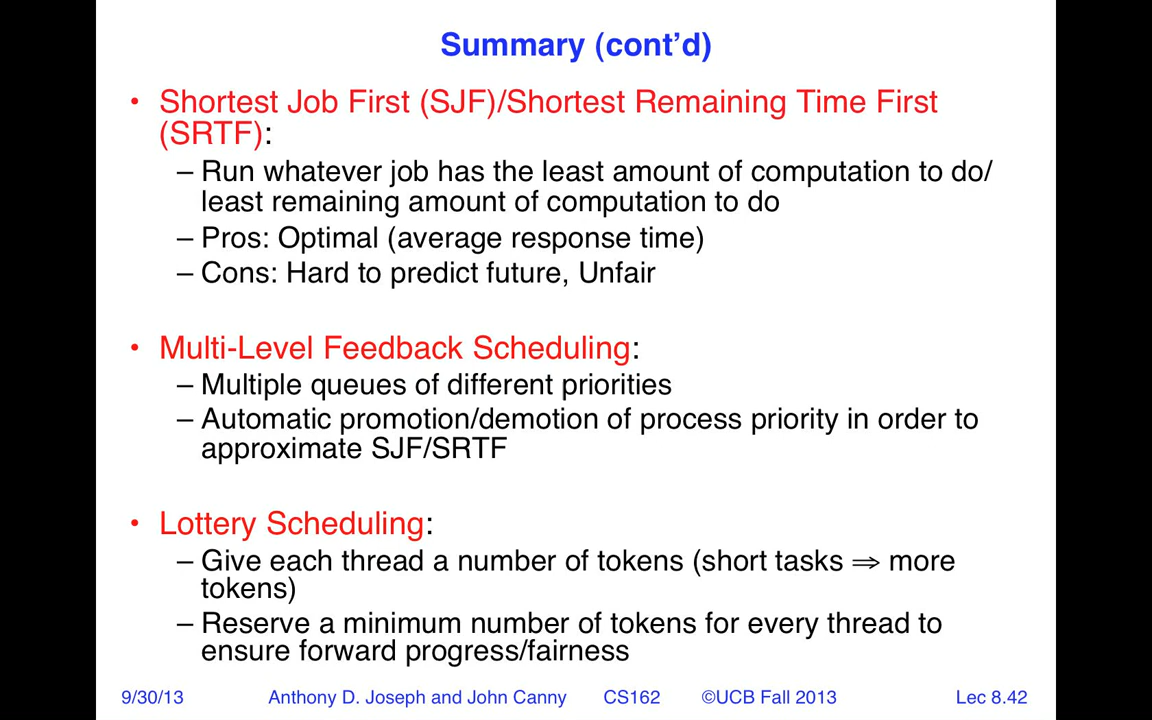 Summary (cont’d)
• Shortest Job First (SJF)/Shortest Remaining Time First
(SRTF):
– Run whatever job has the least amount of computation to do/
least remaining amount of computation to do
– Pros: Optimal (average response time)
– Cons: Hard to predict future, Unfair
• Multi-Level Feedback Scheduling:
– Multiple queues of different priorities
– Automatic promotion/demotion of process priority in order to
approximate SJF/SRTF
• Lottery Scheduling:
– Give each thread a number of tokens (short tasks ⇒ more
tokens)
– Reserve a minimum number of tokens for every thread to
ensure forward progress/fairness
9/30/13 Anthony D. Joseph and John Canny CS162 ©UCB Fall 2013 Lec 8.42